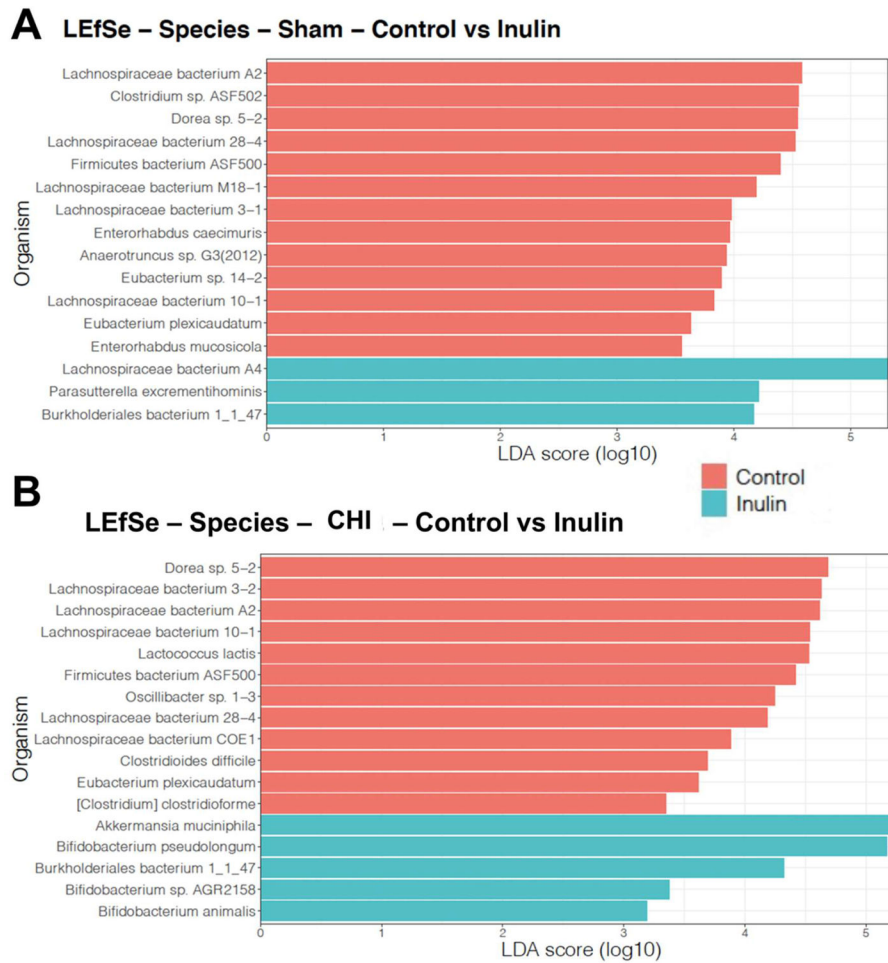 A LEfSe – Species – Sham – Control vs Inulin
Organism
Lachnospiraceae bacterium A2
Clostridium sp. ASF502
Dorea sp. 5−2
Lachnospiraceae bacterium 28−4
Firmicutes bacterium ASF500
Lachnospiraceae bacterium M18−1
Lachnospiraceae bacterium 3−1
Enterorhabdus caecimuris
Anaerotruncus sp. G3(2012)
Eubacterium sp. 14−2
Lachnospiraceae bacterium 10−1
Eubacterium plexicaudatum
Enterorhabdus mucosicola
Lachnospiraceae bacterium A4
Parasutterella excrementihominis
Burkholderiales bacterium 1_1_47
0 1 2 3 4 5
LDA score (log10)
Control
Inulin
B
LEfSe – Species – CHI – Control vs Inulin
Organism
Dorea sp. 5−2
Lachnospiraceae bacterium 3−2
Lachnospiraceae bacterium A2
Lachnospiraceae bacterium 10−1
Lactococcus lactis
Firmicutes bacterium ASF500
Oscillibacter sp. 1−3
Lachnospiraceae bacterium 28−4
Lachnospiraceae bacterium COE1
Clostridioides difficile
Eubacterium plexicaudatum
[Clostridium] clostridioforme
Akkermansia muciniphila
Bifidobacterium pseudolongum
Burkholderiales bacterium 1_1_47
Bifidobacterium sp. AGR2158
Bifidobacterium animalis
0 1 2 3 4 5
LDA score (log10)